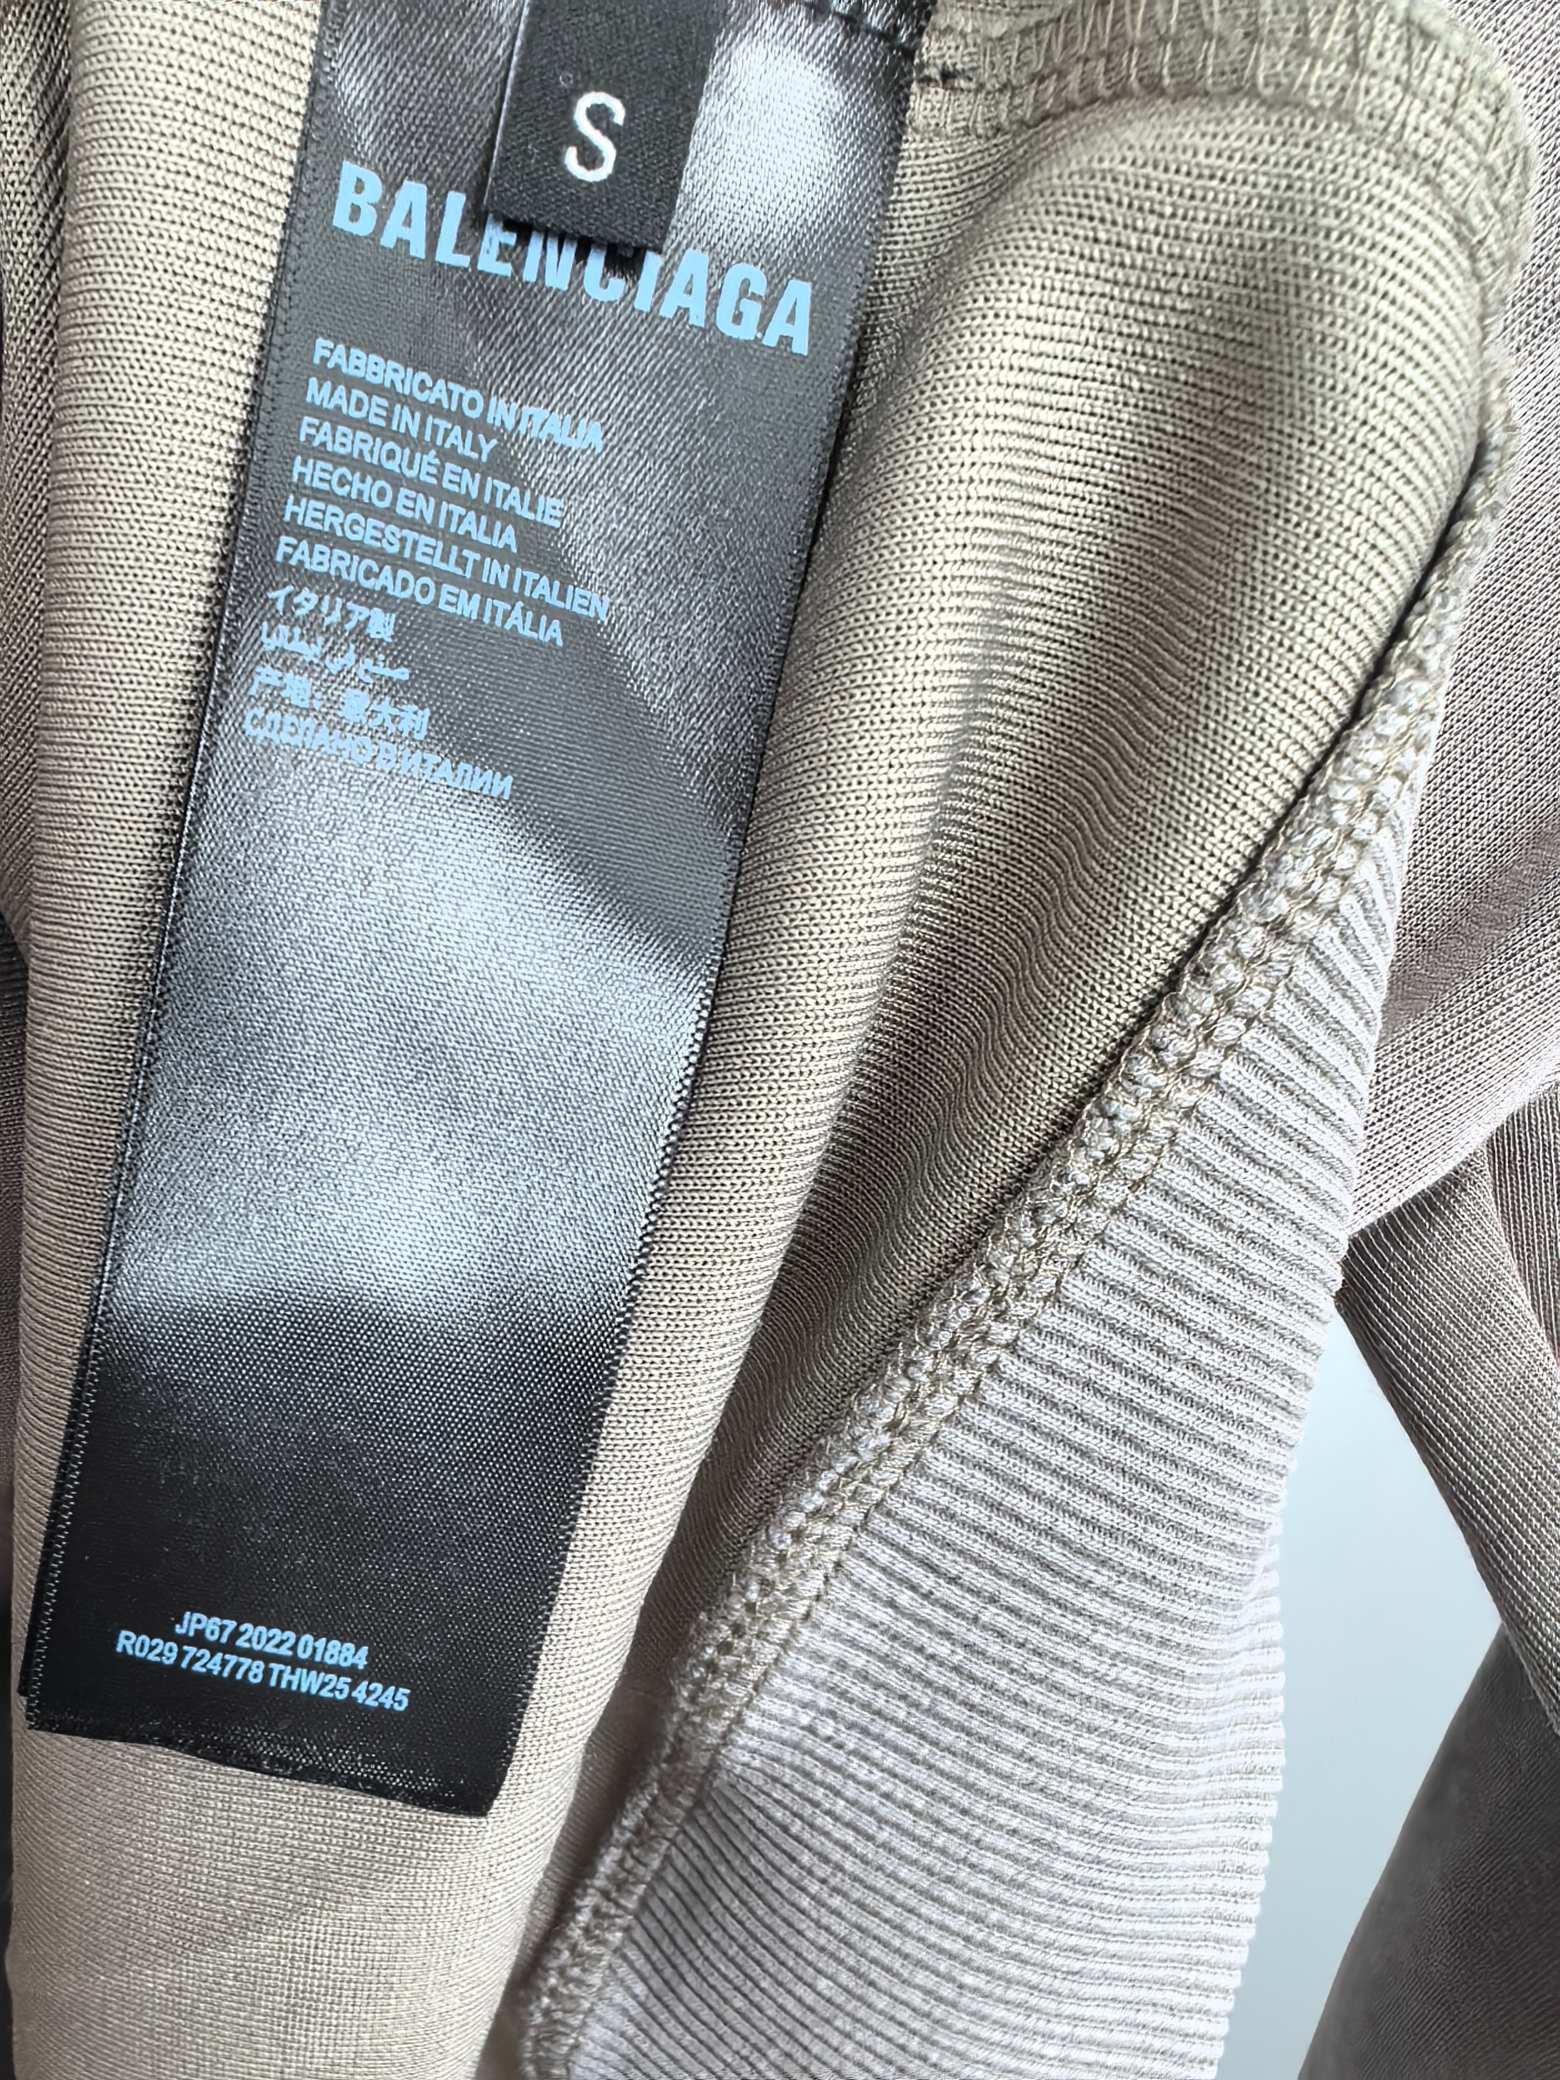 S
BALENCIAGA
FABBRICATO IN ITALIA
MADE IN ITALY
FABRIQUÉ EN ITALIE
HECHO EN ITALIA
HERGESTELLT IN ITALIEN
FABRICADO EM ITÁLIA
イタリア製
产地：意大利
СДЕЛАНО В ИТАЛИИ
JP67 2022 01884
R029 724778 THW25 4245